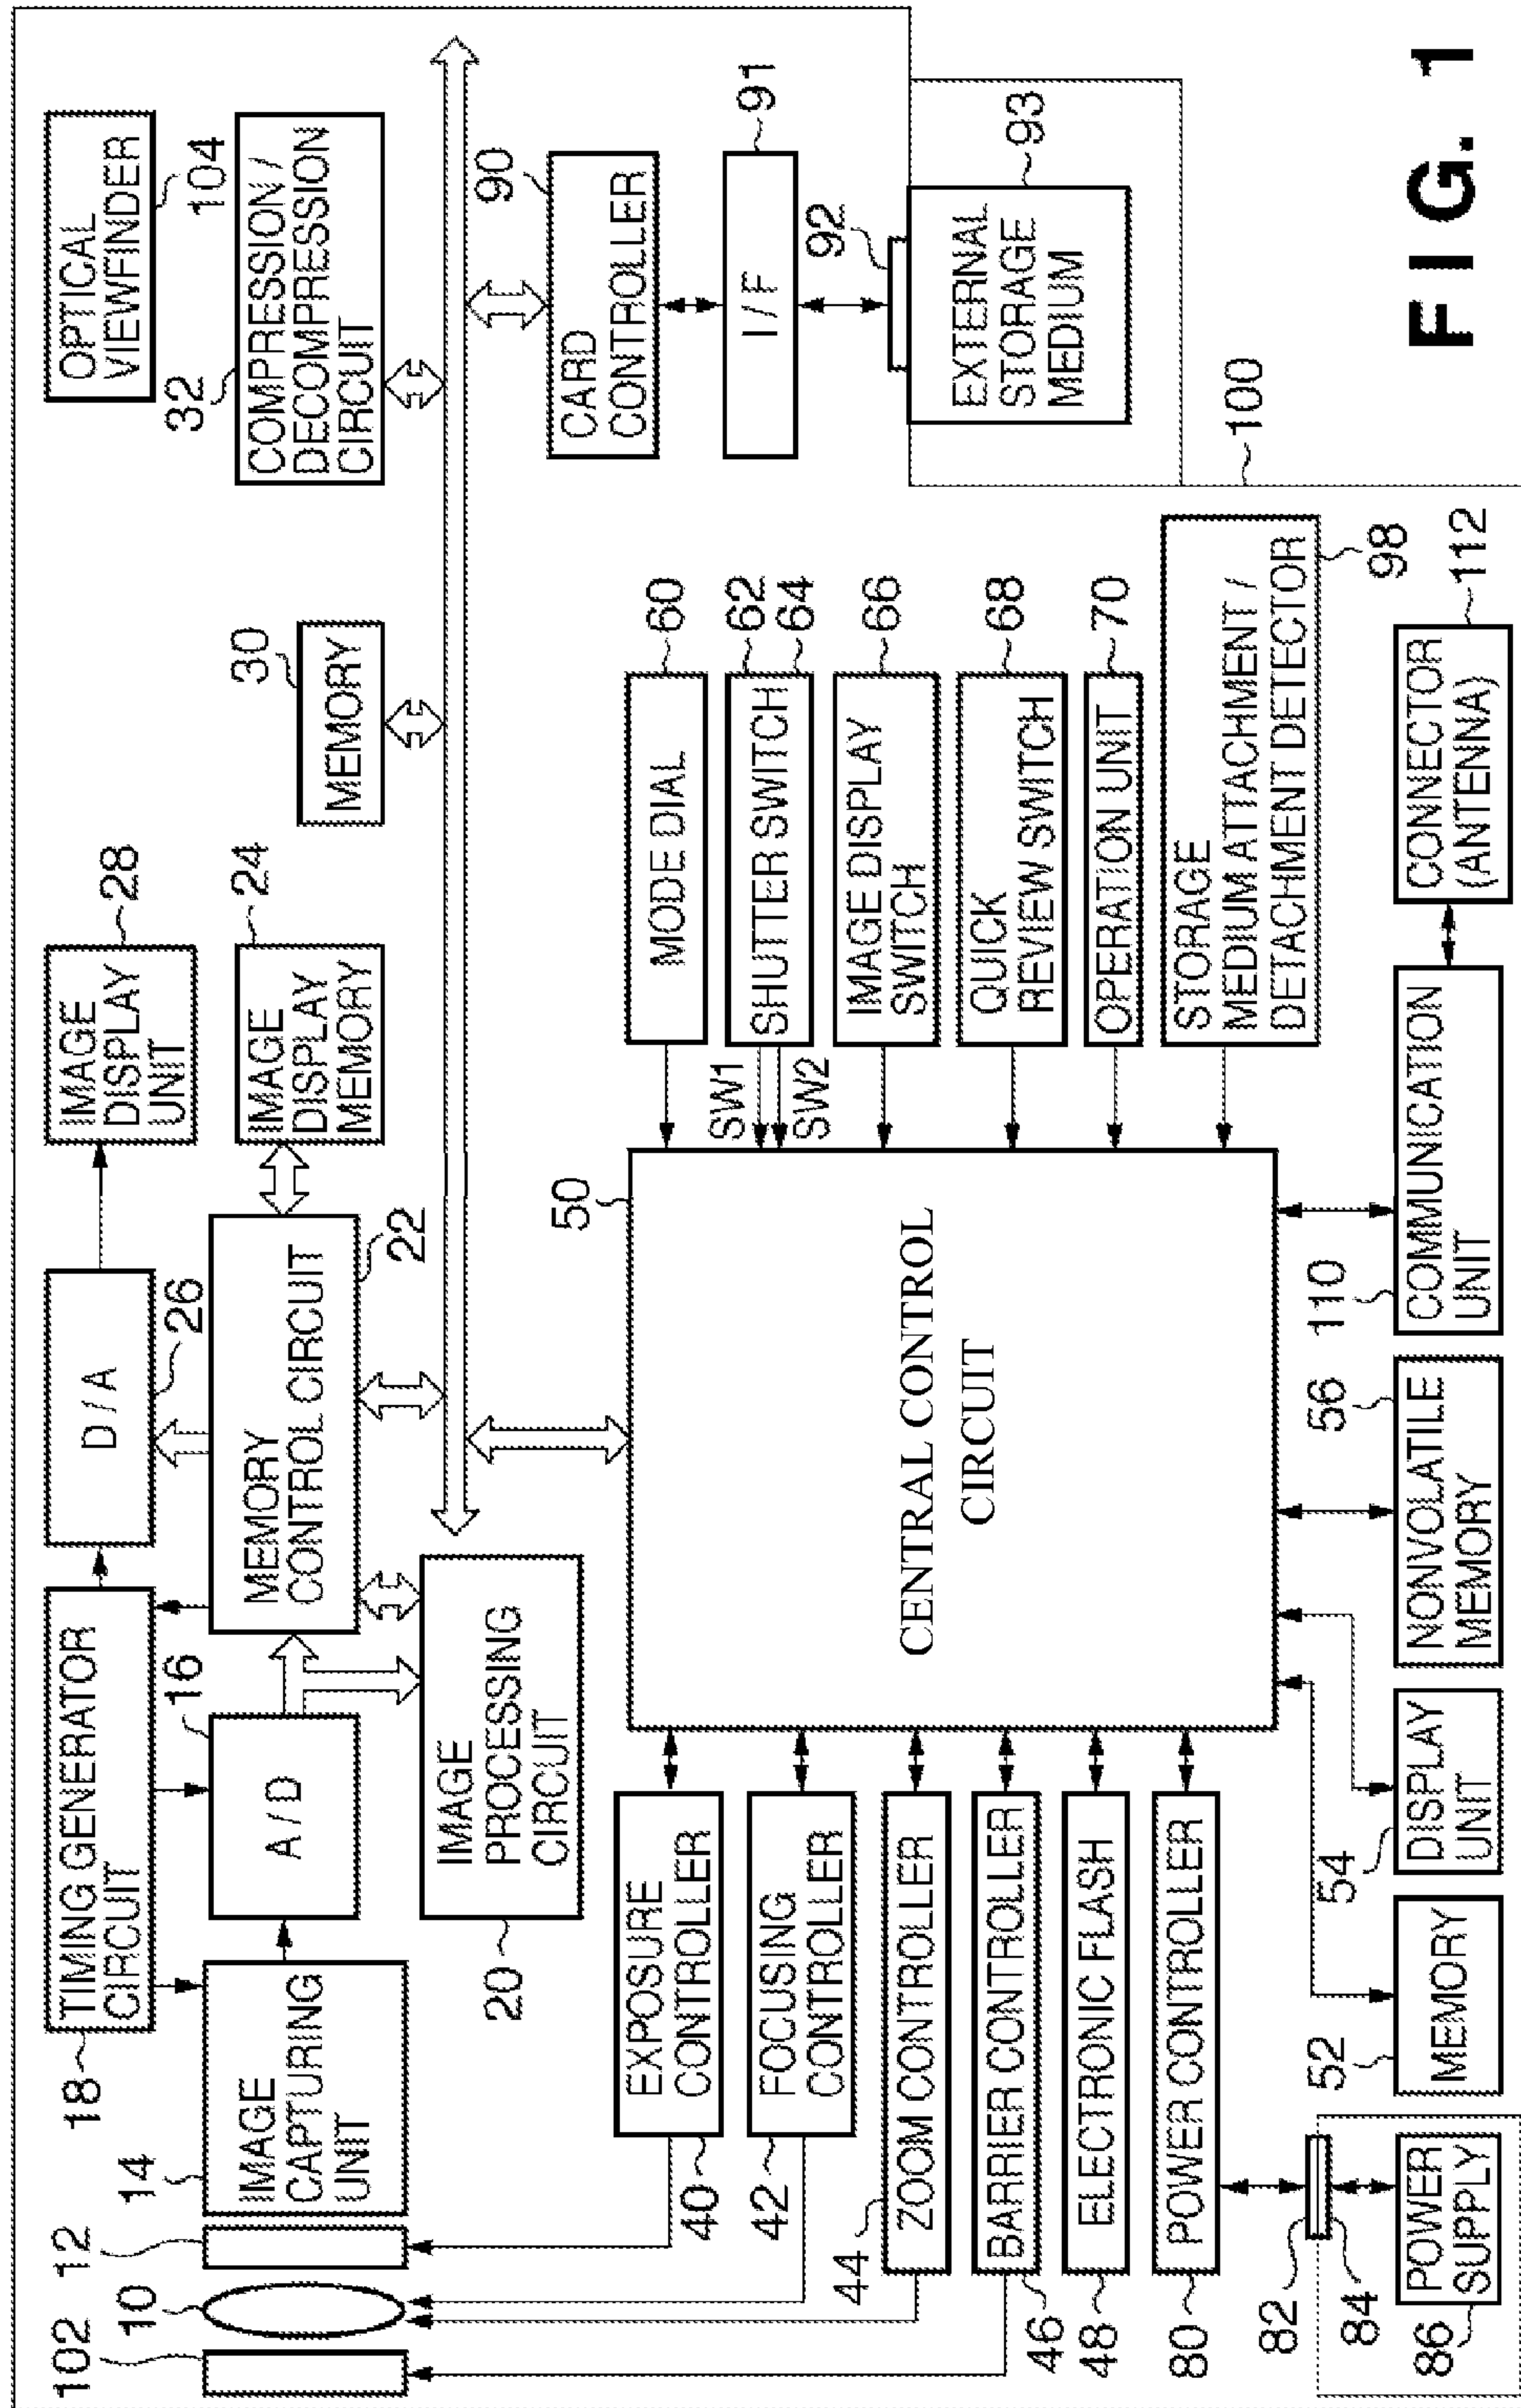 102
10
12
14
IMAGE
CAPTURING
UNIT
18
TIMING GENERATOR
CIRCUIT
16
A / D
D / A
26
MEMORY
CONTROL CIRCUIT
22
IMAGE
DISPLAY
UNIT
28
IMAGE
DISPLAY
MEMORY
24
30
MEMORY
OPTICAL
VIEWFINDER
104
32
COMPRESSION /
DECOMPRESSION
CIRCUIT
IMAGE
PROCESSING
CIRCUIT
20
EXPOSURE
CONTROLLER
40
FOCUSING
CONTROLLER
42
44
ZOOM CONTROLLER
BARRIER CONTROLLER
46
ELECTRONIC FLASH
48
POWER CONTROLLER
80
82
84
POWER
SUPPLY
86
50
CENTRAL CONTROL
CIRCUIT
MODE DIAL
60
SW1
SHUTTER SWITCH
62
64
SW2
IMAGE DISPLAY
SWITCH
66
QUICK
REVIEW SWITCH
68
OPERATION UNIT
70
STORAGE
MEDIUM ATTACHMENT /
DETACHMENT DETECTOR
98
90
CARD
CONTROLLER
I / F
91
92
EXTERNAL
STORAGE
MEDIUM
93
100
52
MEMORY
54
DISPLAY
UNIT
56
NONVOLATILE
MEMORY
110
COMMUNICATION
UNIT
CONNECTOR
(ANTENNA)
112
FIG. 1